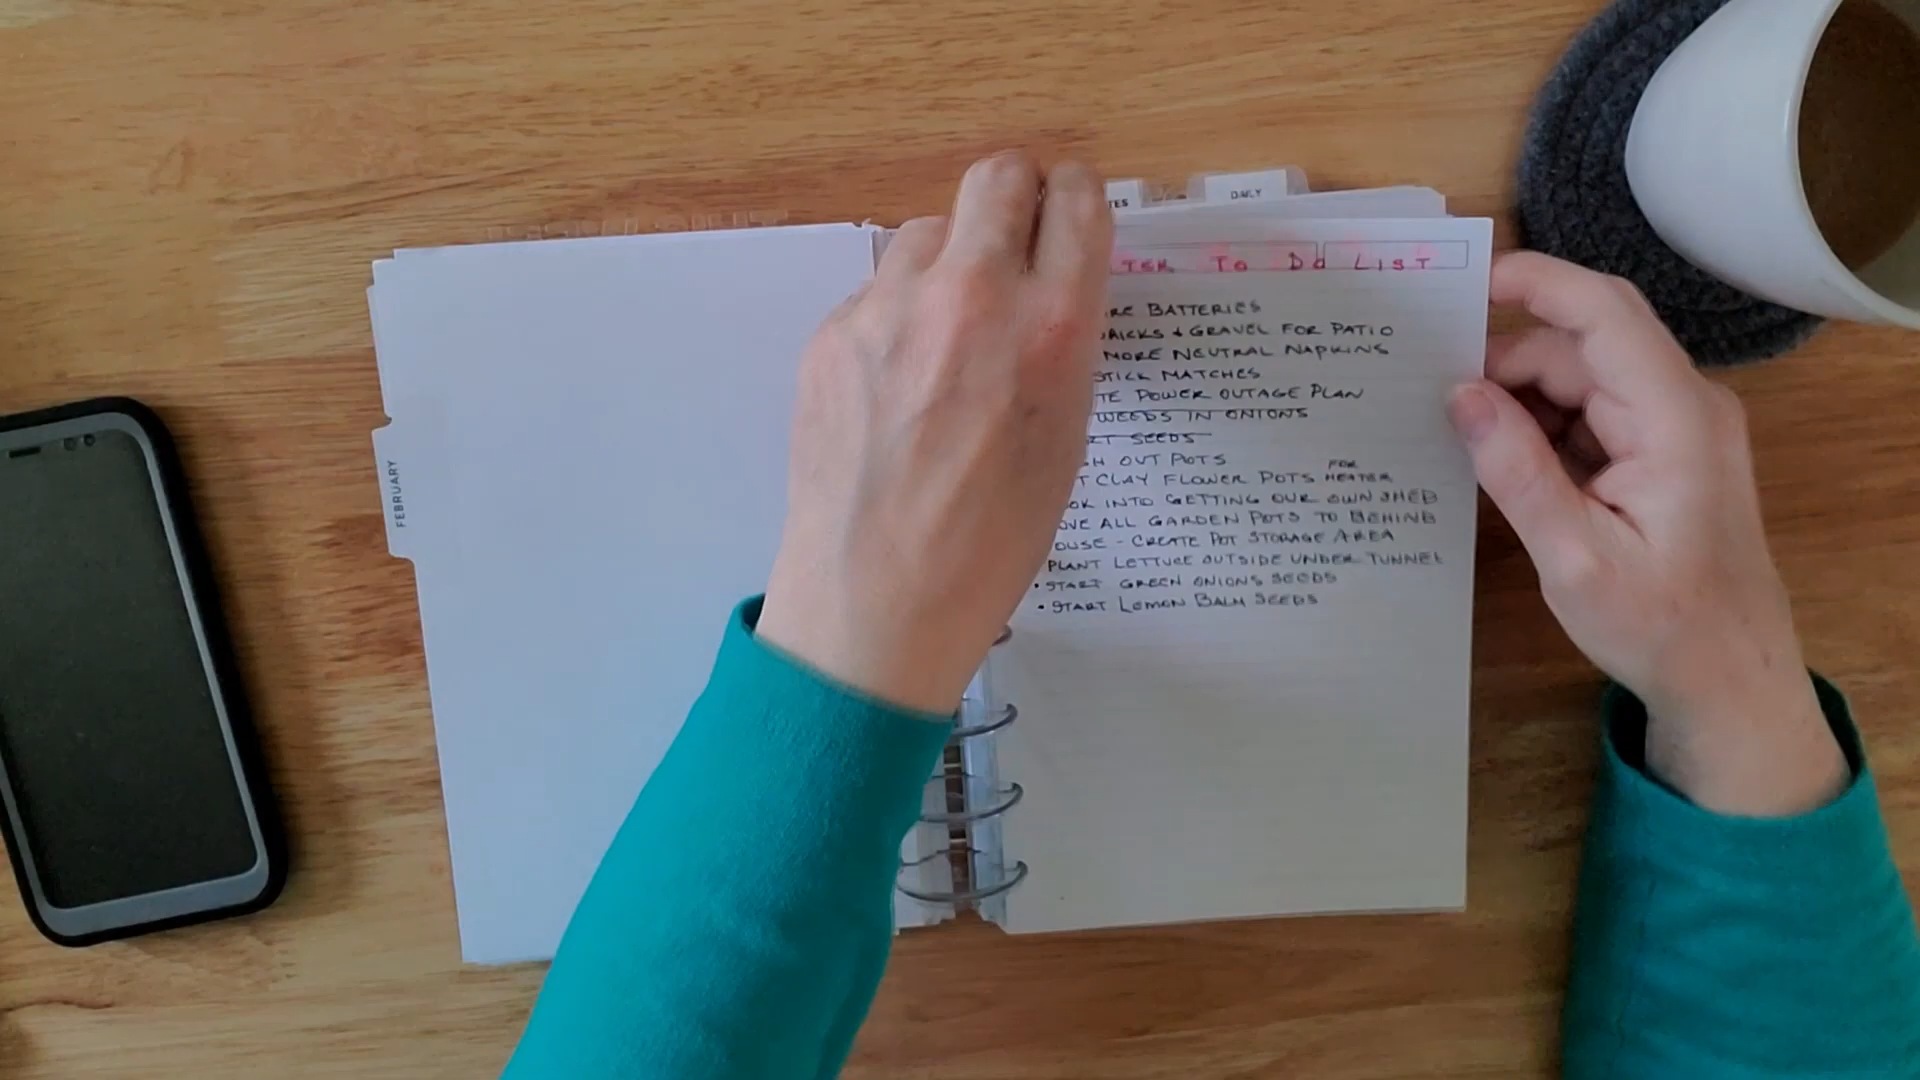 DAILY
FEBRUARY
TO DO LIST
BATTERIES
& GRAVEL FOR PATIO
MORE NEUTRAL NAPKINS
STICK MATCHES
POWER OUTAGE PLAN
WEEDS IN ONIONS
SEEDS
OUT POTS
CLAY FLOWER POTS FOR HEATER
INTO GETTING OUR OWN SHED
ALL GARDEN POTS TO BEHIND
- CREATE POT STORAGE AREA
PLANT LETTUCE OUTSIDE UNDER TUNNEL
• START GREEN ONIONS SEEDS
• START LEMON BALM SEEDS